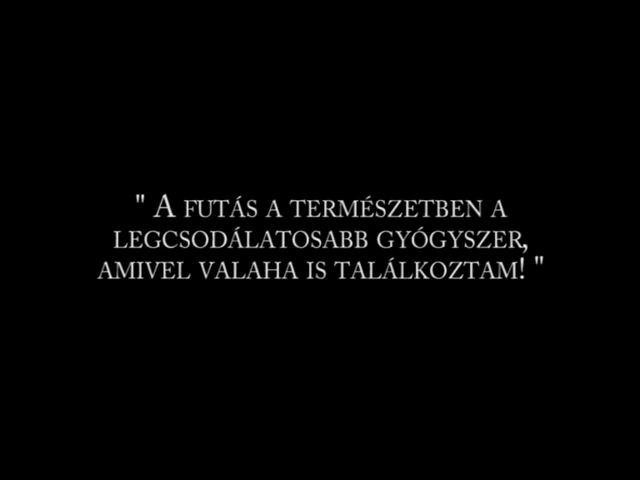 " A FUTÁS A TERMÉSZETBEN A
LEGCSODÁLATOSABB GYÓGYSZER,
AMIVEL VALAHA IS TALÁLKOZTAM! "